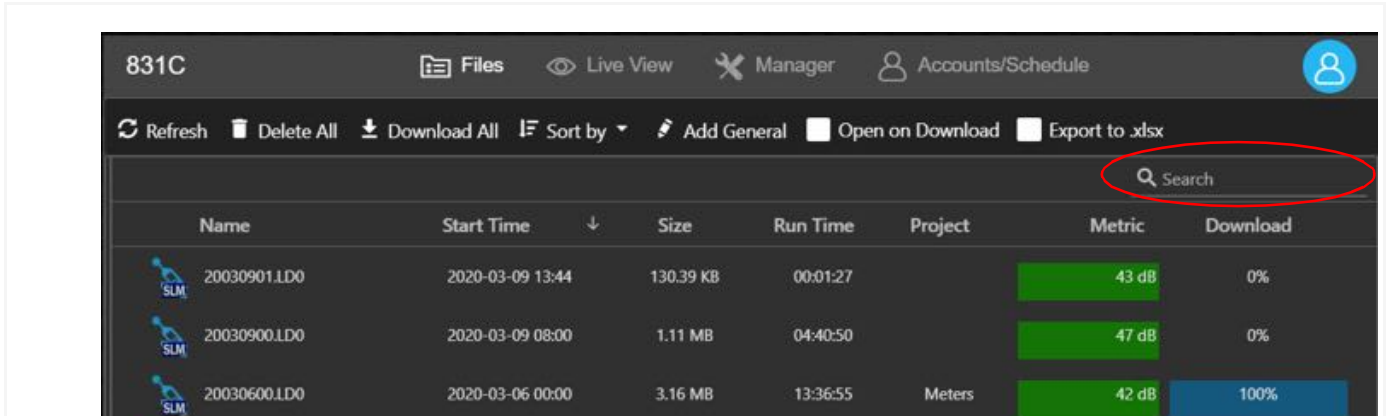 831C Files Live View Manager Accounts/Schedule
Refresh Delete All Download All Sort by Add General Open on Download Export to .xlsx
Search
Name Start Time Size Run Time Project Metric Download
20030901.LD0 2020-03-09 13:44 130.39 KB 00:01:27 43 dB 0%
SLM
20030900.LD0 2020-03-09 08:00 1.11 MB 04:40:50 47 dB 0%
SLM
20030600.LD0 2020-03-06 00:00 3.16 MB 13:36:55 Meters 42 dB 100%
SLM